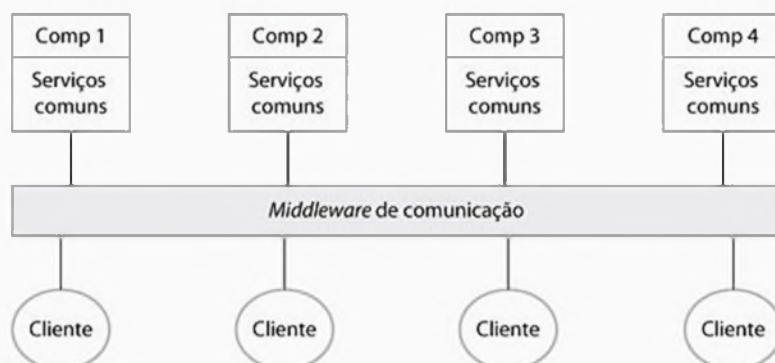 Comp 1
Comp 2
Comp 3
Comp 4
Serviços
comuns
Serviços
comuns
Serviços
comuns
Serviços
comuns
Middleware de comunicação
Cliente
Cliente
Cliente
Cliente